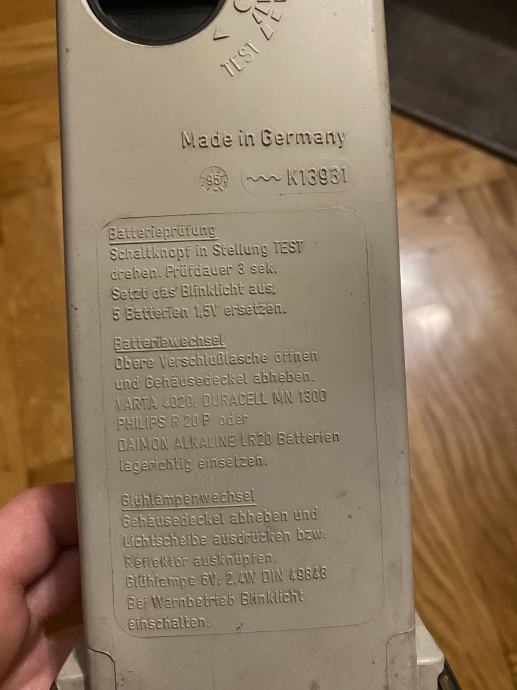 TEST
Made in Germany
95
K13931
Batterieprüfung
Schaltknopf in Stellung TEST
drehen. Prüfdauer 3 sek.
Setzt das Blinklicht aus,
5 Batterien 1,5V ersetzen.
Batteriewechsel
Obere Verschlußlasche öffnen
und Gehäusedeckel abheben.
VARTA 4020, DURACELL MN 1300
PHILIPS R 20 P oder
DAIMON ALKALINE LR20 Batterien
lagerichtig einsetzen.
Glühlampenwechsel
Gehäusedeckel abheben und
Lichtscheibe ausdrücken bzw.
Reflektor ausknüpfen.
Glühlampe 6V; 2,4W DIN 49848
Bei Warnbetrieb Blinklicht
einschalten.